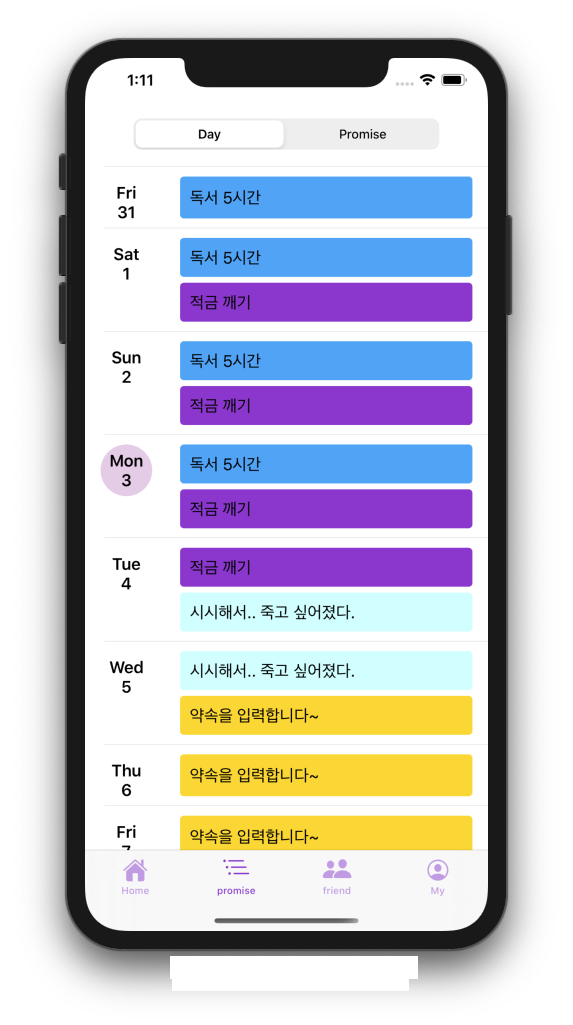 1:11
Day Promise
Fri
31
독서 5시간
Sat
1
독서 5시간
적금 깨기
Sun
2
독서 5시간
적금 깨기
Mon
3
독서 5시간
적금 깨기
Tue
4
적금 깨기
시시해서.. 죽고 싶어졌다.
Wed
5
시시해서.. 죽고 싶어졌다.
약속을 입력합니다~
Thu
6
약속을 입력합니다~
Fri
7
약속을 입력합니다~
Home promise friend My